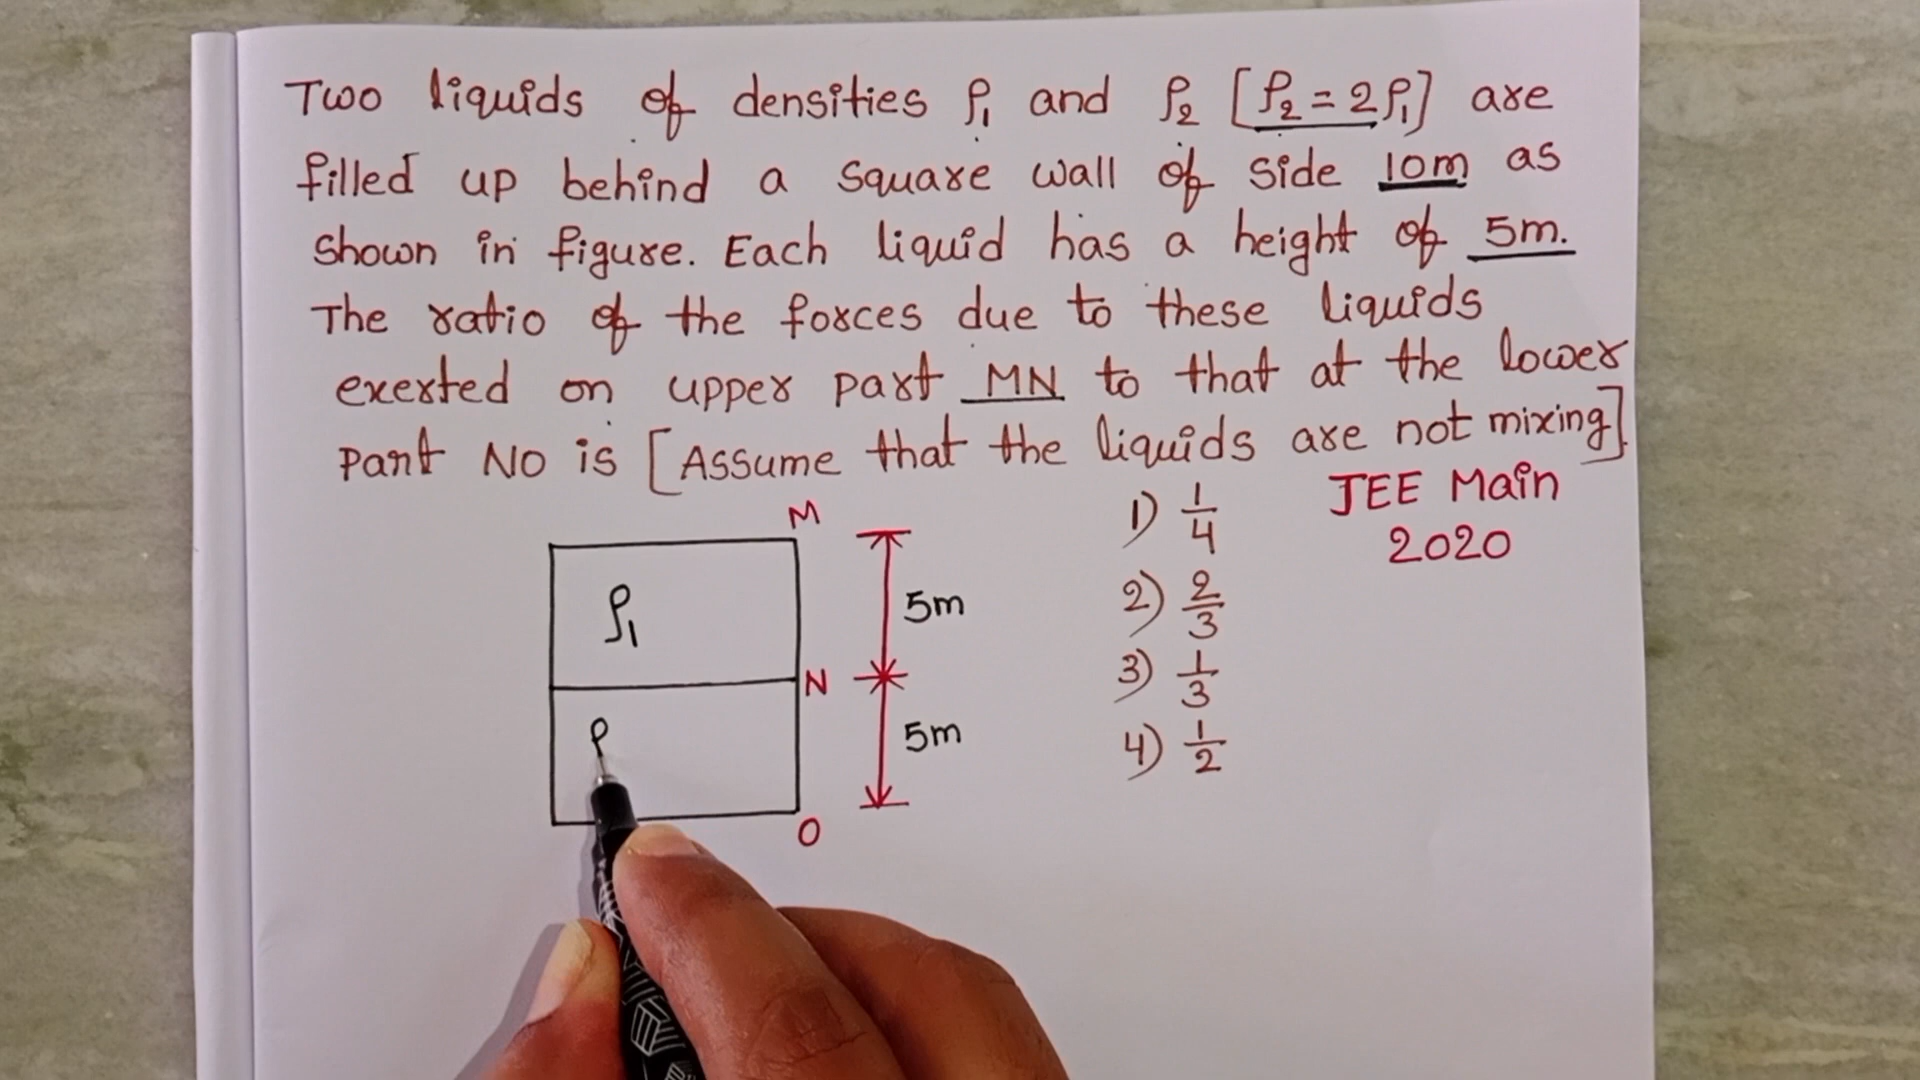 Two liquids of densities ρ₁ and ρ₂ [ρ₂ = 2ρ₁] are
filled up behind a square wall of side 10m as
shown in figure. Each liquid has a height of 5m.
The ratio of the forces due to these liquids
exerted on upper part MN to that at the lower
part NO is [Assume that the liquids are not mixing]
JEE Main
2020
M
ρ₁
5m
N
ρ
5m
O
1) 1/4
2) 2/3
3) 1/3
4) 1/2